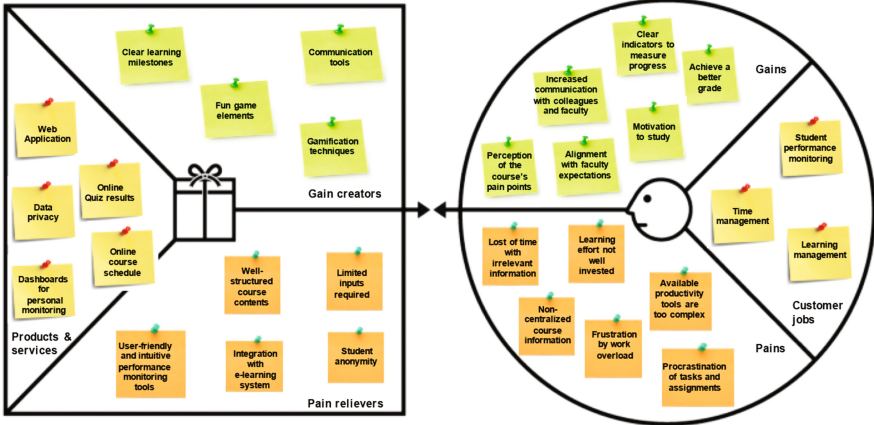 Clear learning
milestones
Communication
tools
Fun game
elements
Gamification
techniques
Gain creators
Web
Application
Online
Quiz results
Data
privacy
Online
course
schedule
Dashboards
for
personal
monitoring
Products &
services
Well-
structured
course
contents
Limited
inputs
required
User-friendly
and intuitive
performance
monitoring
tools
Integration
with
e-learning
system
Student
anonymity
Pain relievers
Clear
indicators to
measure
progress
Achieve a
better
grade
Increased
communication
with colleagues
and faculty
Motivation
to study
Perception
of the
course's
pain points
Alignment
with faculty
expectations
Gains
Student
performance
monitoring
Time
management
Learning
management
Customer
jobs
Lost of time
with
irrelevant
information
Learning
effort not
well
invested
Available
productivity
tools are
too complex
Non-
centralized
course
information
Frustration
by work
overload
Procrastination
of tasks and
assignments
Pains